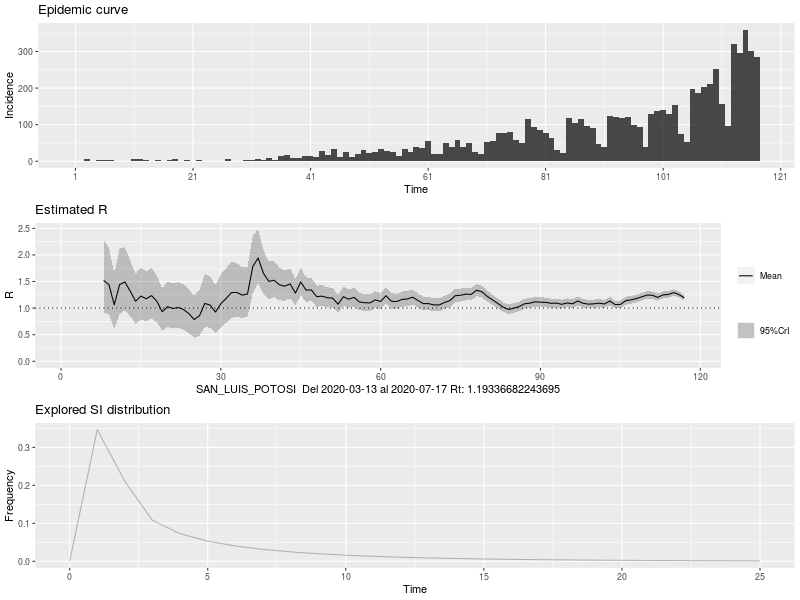 Epidemic curve
Incidence
300
200
100
0
1 21 41 61 81 101 121
Time
Estimated R
R
2.5
2.0
1.5
1.0
0.5
0.0
0 30 60 90 120
SAN_LUIS_POTOSI Del 2020-03-13 al 2020-07-17 Rt: 1.19336682243695
Mean
95%CrI
Explored SI distribution
Frequency
0.3
0.2
0.1
0.0
0 5 10 15 20 25
Time